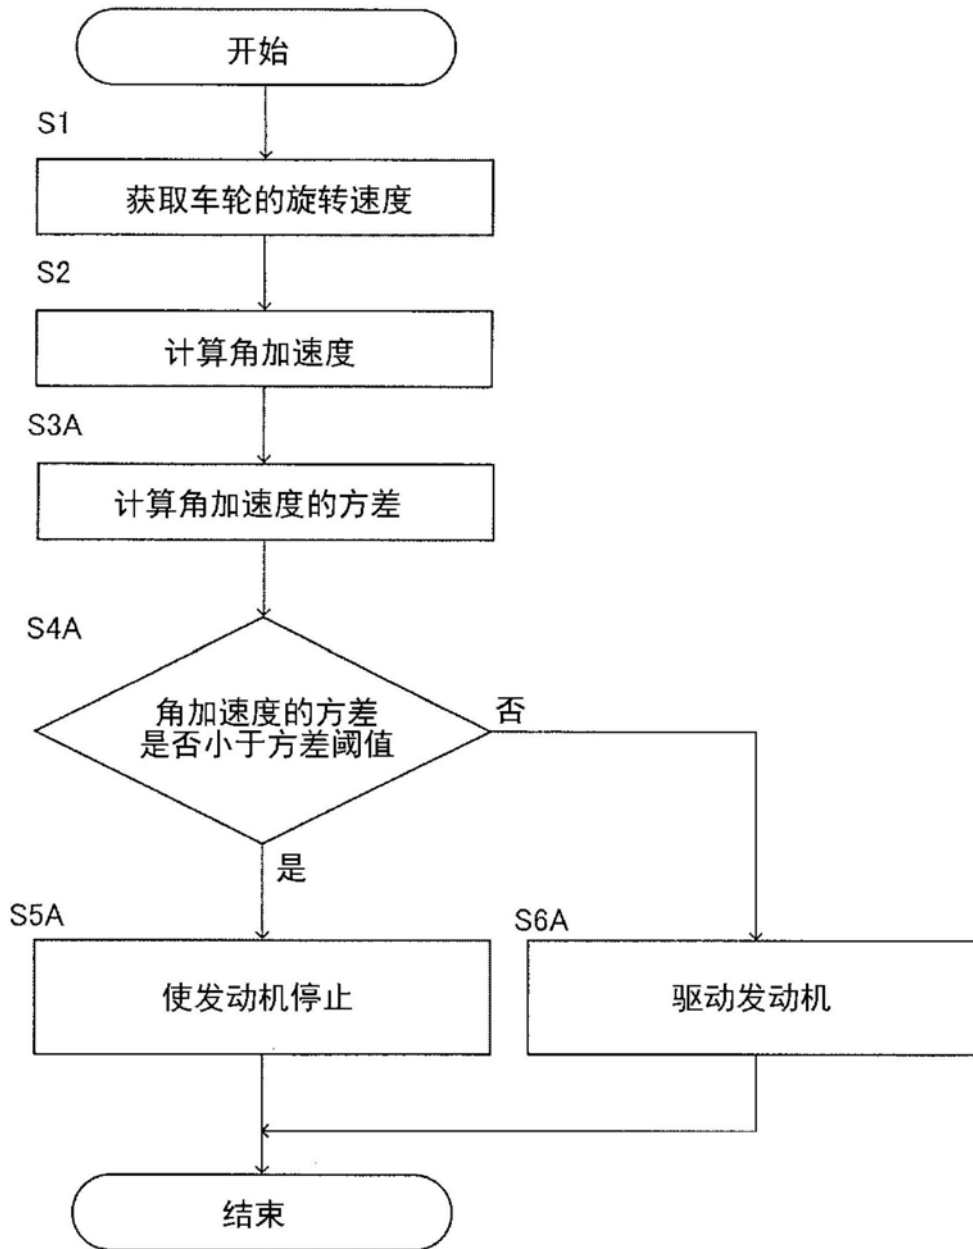 开始
S1
获取车轮的旋转速度
S2
计算角加速度
S3A
计算角加速度的方差
S4A
角加速度的方差
是否小于方差阈值
否
是
S5A
使发动机停止
S6A
驱动发动机
结束